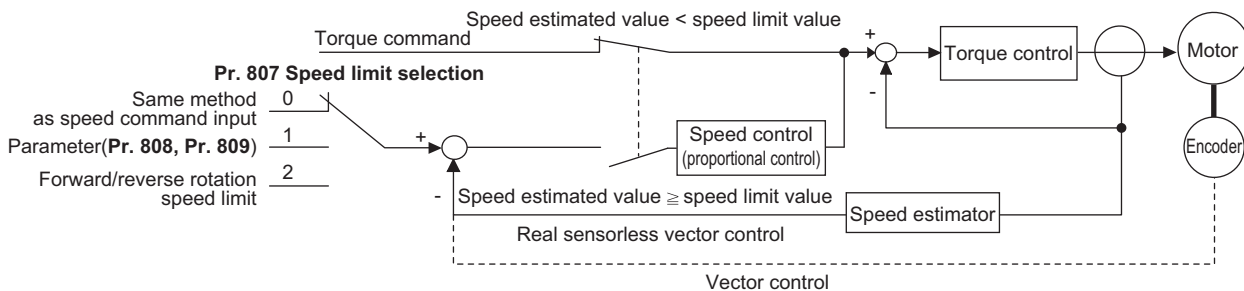 Speed estimated value < speed limit value
Torque command
+
Torque control
Motor
-
Pr. 807 Speed limit selection
Same method
as speed command input
0
Parameter(Pr. 808, Pr. 809)
1
Forward/reverse rotation
speed limit
2
+
-
Speed control
(proportional control)
Encoder
Speed estimated value ≧ speed limit value
Speed estimator
Real sensorless vector control
Vector control